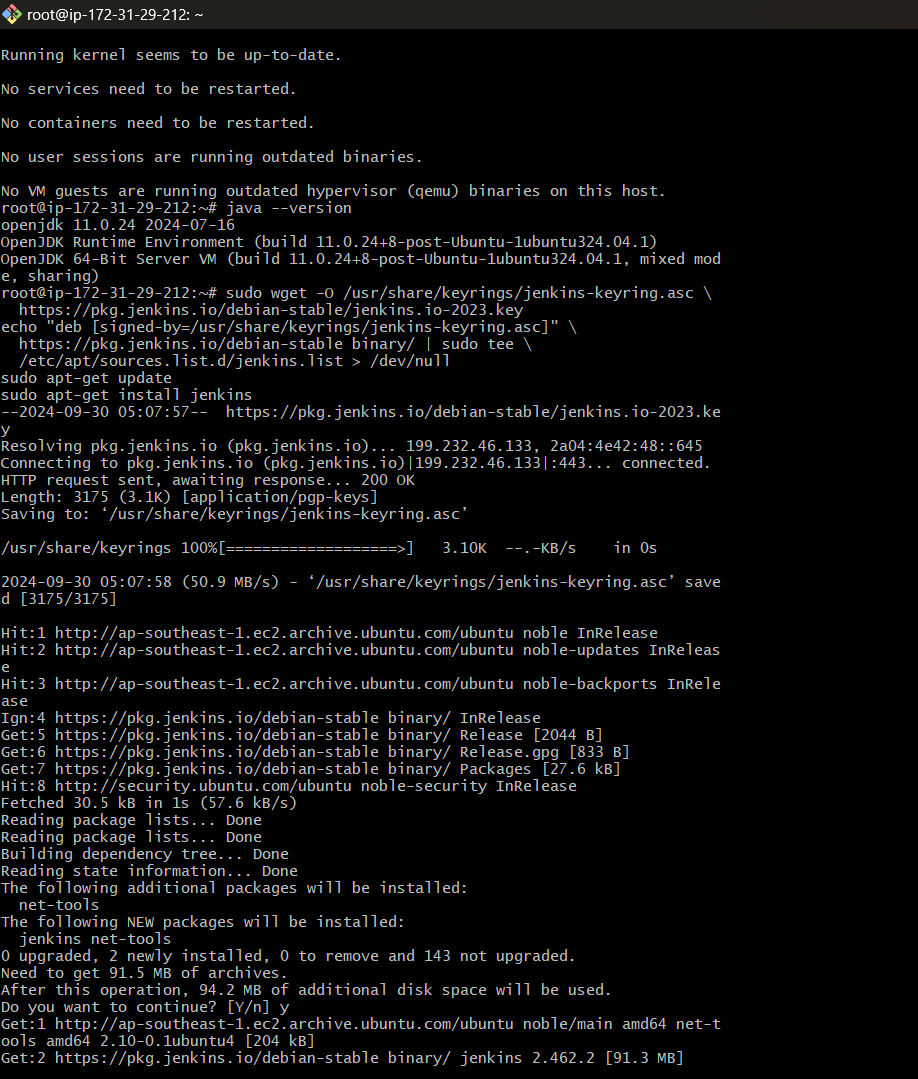 root@ip-172-31-29-212: ~
Running kernel seems to be up-to-date.
No services need to be restarted.
No containers need to be restarted.
No user sessions are running outdated binaries.
No VM guests are running outdated hypervisor (qemu) binaries on this host.
root@ip-172-31-29-212:~# java --version
openjdk 11.0.24 2024-07-16
OpenJDK Runtime Environment (build 11.0.24+8-post-Ubuntu-1ubuntu324.04.1)
OpenJDK 64-Bit Server VM (build 11.0.24+8-post-Ubuntu-1ubuntu324.04.1, mixed mod
e, sharing)
root@ip-172-31-29-212:~# sudo wget -O /usr/share/keyrings/jenkins-keyring.asc \
  https://pkg.jenkins.io/debian-stable/jenkins.io-2023.key
echo "deb [signed-by=/usr/share/keyrings/jenkins-keyring.asc]" \
  https://pkg.jenkins.io/debian-stable binary/ | sudo tee \
  /etc/apt/sources.list.d/jenkins.list > /dev/null
sudo apt-get update
sudo apt-get install jenkins
--2024-09-30 05:07:57--  https://pkg.jenkins.io/debian-stable/jenkins.io-2023.ke
y
Resolving pkg.jenkins.io (pkg.jenkins.io)... 199.232.46.133, 2a04:4e42:48::645
Connecting to pkg.jenkins.io (pkg.jenkins.io)|199.232.46.133|:443... connected.
HTTP request sent, awaiting response... 200 OK
Length: 3175 (3.1K) [application/pgp-keys]
Saving to: ‘/usr/share/keyrings/jenkins-keyring.asc’
/usr/share/keyrings 100%[===================>]   3.10K  --.-KB/s    in 0s
2024-09-30 05:07:58 (50.9 MB/s) - ‘/usr/share/keyrings/jenkins-keyring.asc’ save
d [3175/3175]
Hit:1 http://ap-southeast-1.ec2.archive.ubuntu.com/ubuntu noble InRelease
Hit:2 http://ap-southeast-1.ec2.archive.ubuntu.com/ubuntu noble-updates InReleas
e
Hit:3 http://ap-southeast-1.ec2.archive.ubuntu.com/ubuntu noble-backports InRele
ase
Ign:4 https://pkg.jenkins.io/debian-stable binary/ InRelease
Get:5 https://pkg.jenkins.io/debian-stable binary/ Release [2044 B]
Get:6 https://pkg.jenkins.io/debian-stable binary/ Release.gpg [833 B]
Get:7 https://pkg.jenkins.io/debian-stable binary/ Packages [27.6 kB]
Hit:8 http://security.ubuntu.com/ubuntu noble-security InRelease
Fetched 30.5 kB in 1s (57.6 kB/s)
Reading package lists... Done
Reading package lists... Done
Building dependency tree... Done
Reading state information... Done
The following additional packages will be installed:
  net-tools
The following NEW packages will be installed:
  jenkins net-tools
0 upgraded, 2 newly installed, 0 to remove and 143 not upgraded.
Need to get 91.5 MB of archives.
After this operation, 94.2 MB of additional disk space will be used.
Do you want to continue? [Y/n] y
Get:1 http://ap-southeast-1.ec2.archive.ubuntu.com/ubuntu noble/main amd64 net-t
ools amd64 2.10-0.1ubuntu4 [204 kB]
Get:2 https://pkg.jenkins.io/debian-stable binary/ jenkins 2.462.2 [91.3 MB]